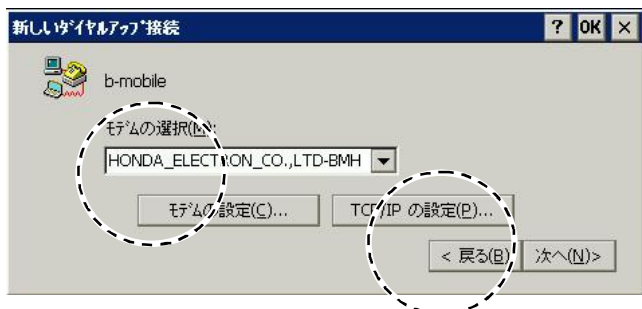 新しいダイヤルアップ接続 ? OK ×
b-mobile
モデムの選択(M):
HONDA_ELECTRON_CO.,LTD-BMH
モデムの設定(C)... TCP/IP の設定(P)...
< 戻る(B) 次へ(N)>